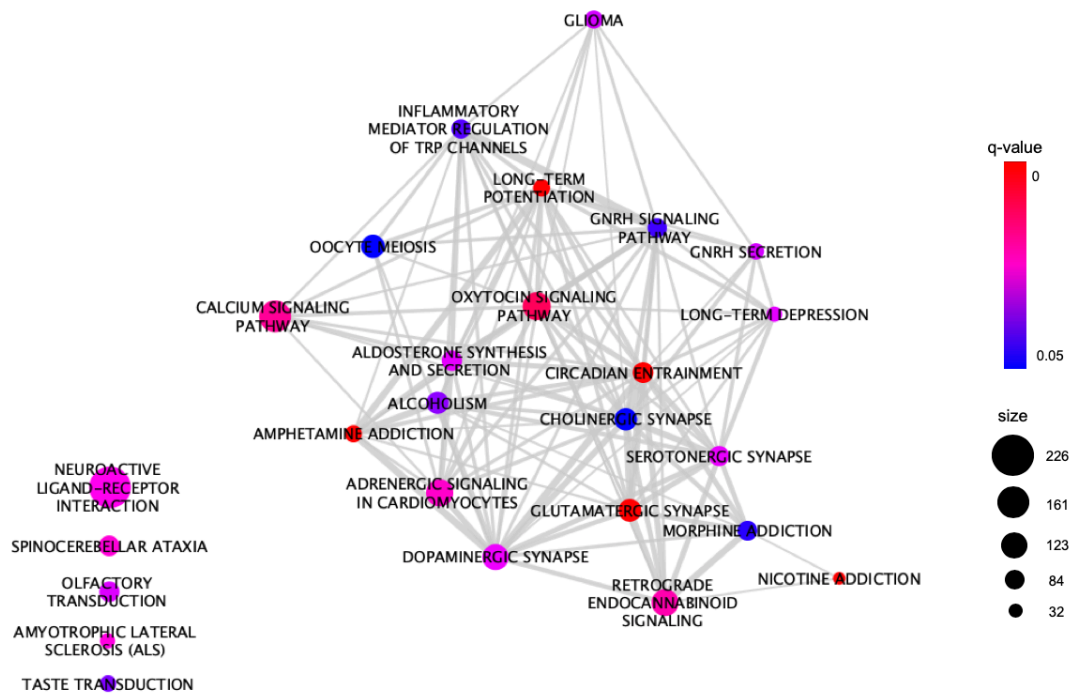 GLIOMA
INFLAMMATORY
MEDIATOR REGULATION
OF TRP CHANNELS
LONG-TERM
POTENTIATION
GNRH SIGNALING
PATHWAY
OOCYTE MEIOSIS
GNRH SECRETION
CALCIUM SIGNALING
PATHWAY
OXYTOCIN SIGNALING
PATHWAY
LONG-TERM DEPRESSION
ALDOSTERONE SYNTHESIS
AND SECRETION
CIRCADIAN ENTRAINMENT
ALCOHOLISM
CHOLINERGIC SYNAPSE
AMPHETAMINE ADDICTION
SEROTONERGIC SYNAPSE
NEUROACTIVE
LIGAND-RECEPTOR
INTERACTION
ADRENERGIC SIGNALING
IN CARDIOMYOCYTES
GLUTAMATERGIC SYNAPSE
MORPHINE ADDICTION
SPINOCEREBELLAR ATAXIA
DOPAMINERGIC SYNAPSE
OLFACTORY
TRANSDUCTION
RETROGRADE
ENDOCANNABINOID
SIGNALING
NICOTINE ADDICTION
AMYOTROPHIC LATERAL
SCLEROSIS (ALS)
TASTE TRANSDUCTION
q-value
0
0.05
size
226
161
123
84
32